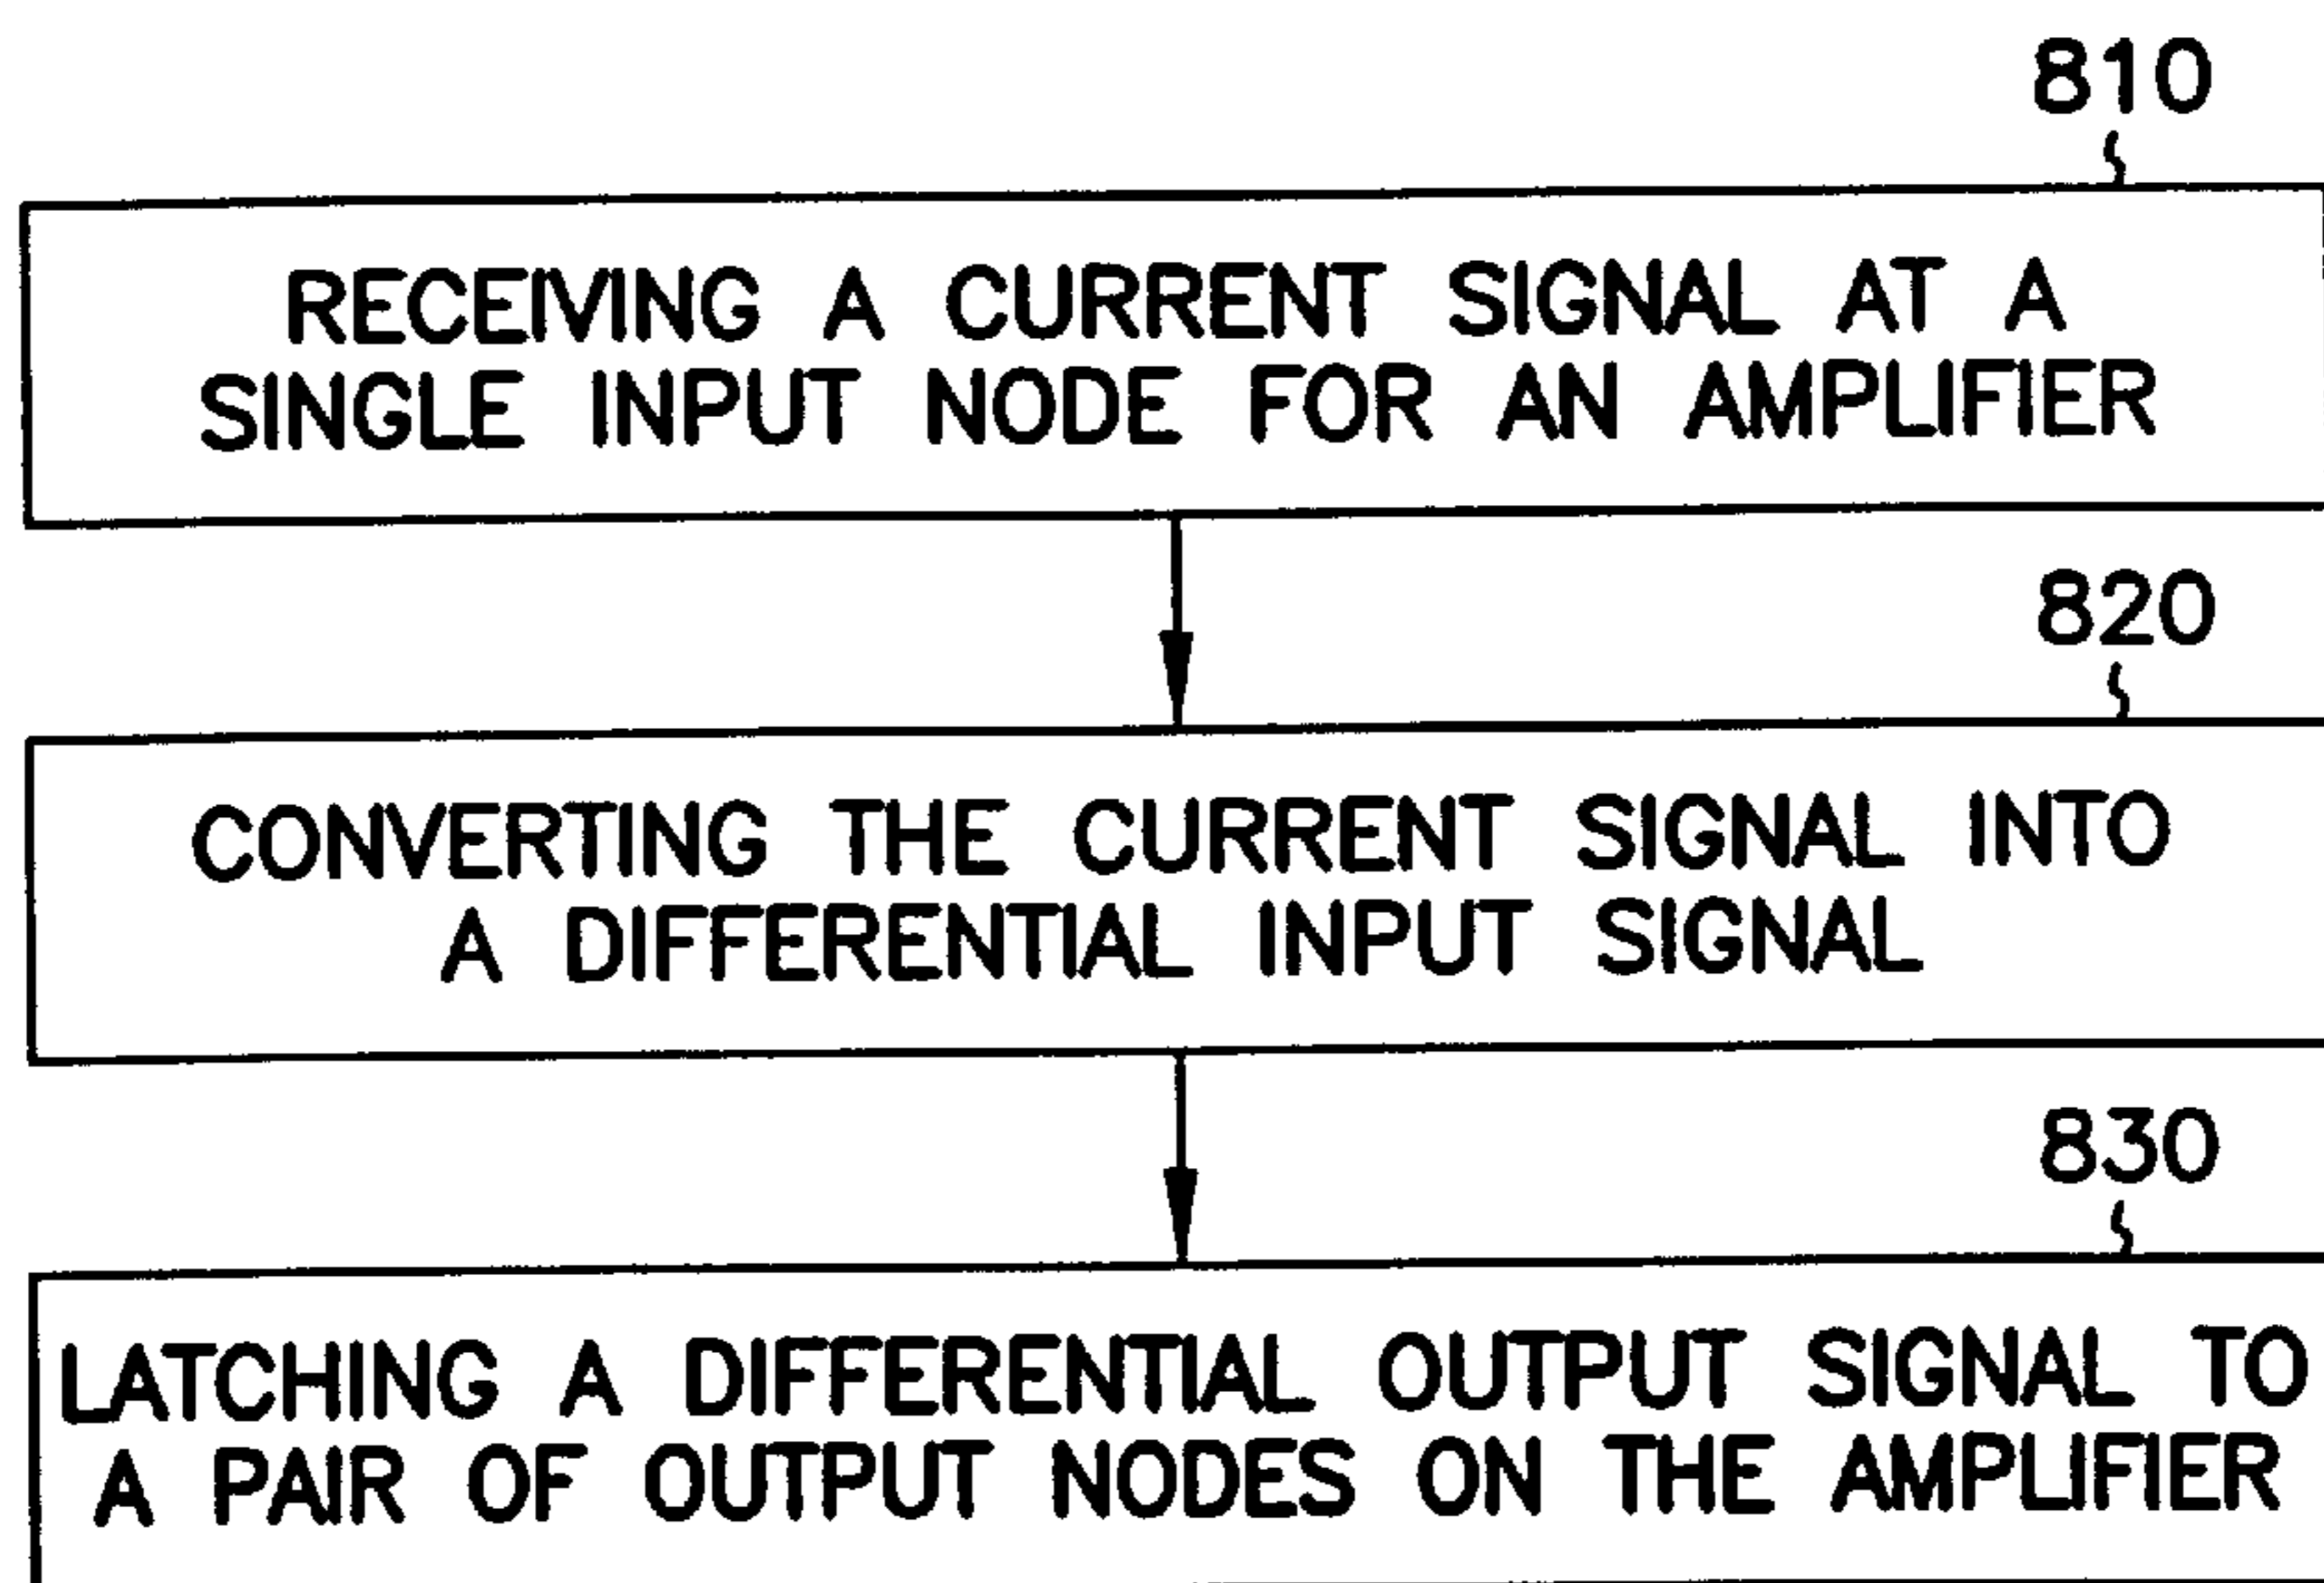 810
RECEIVING A CURRENT SIGNAL AT A
SINGLE INPUT NODE FOR AN AMPLIFIER
820
CONVERTING THE CURRENT SIGNAL INTO
A DIFFERENTIAL INPUT SIGNAL
830
LATCHING A DIFFERENTIAL OUTPUT SIGNAL TO
A PAIR OF OUTPUT NODES ON THE AMPLIFIER